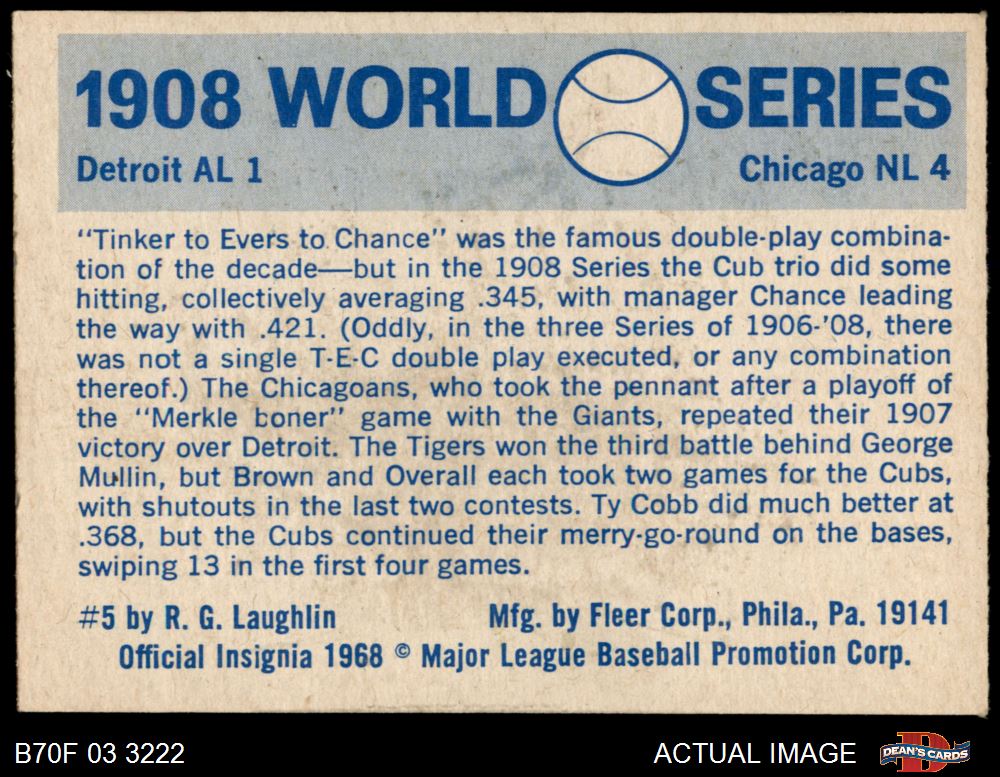 1908 WORLD SERIES
Detroit AL 1 Chicago NL 4
“Tinker to Evers to Chance” was the famous double-play combina-
tion of the decade—but in the 1908 Series the Cub trio did some
hitting, collectively averaging .345, with manager Chance leading
the way with .421. (Oddly, in the three Series of 1906-’08, there
was not a single T-E-C double play executed, or any combination
thereof.) The Chicagoans, who took the pennant after a playoff of
the “Merkle boner” game with the Giants, repeated their 1907
victory over Detroit. The Tigers won the third battle behind George
Mullin, but Brown and Overall each took two games for the Cubs,
with shutouts in the last two contests. Ty Cobb did much better at
.368, but the Cubs continued their merry-go-round on the bases,
swiping 13 in the first four games.
#5 by R. G. Laughlin Mfg. by Fleer Corp., Phila., Pa. 19141
Official Insignia 1968 © Major League Baseball Promotion Corp.
B70F 03 3222 ACTUAL IMAGE DEAN'S CARDS